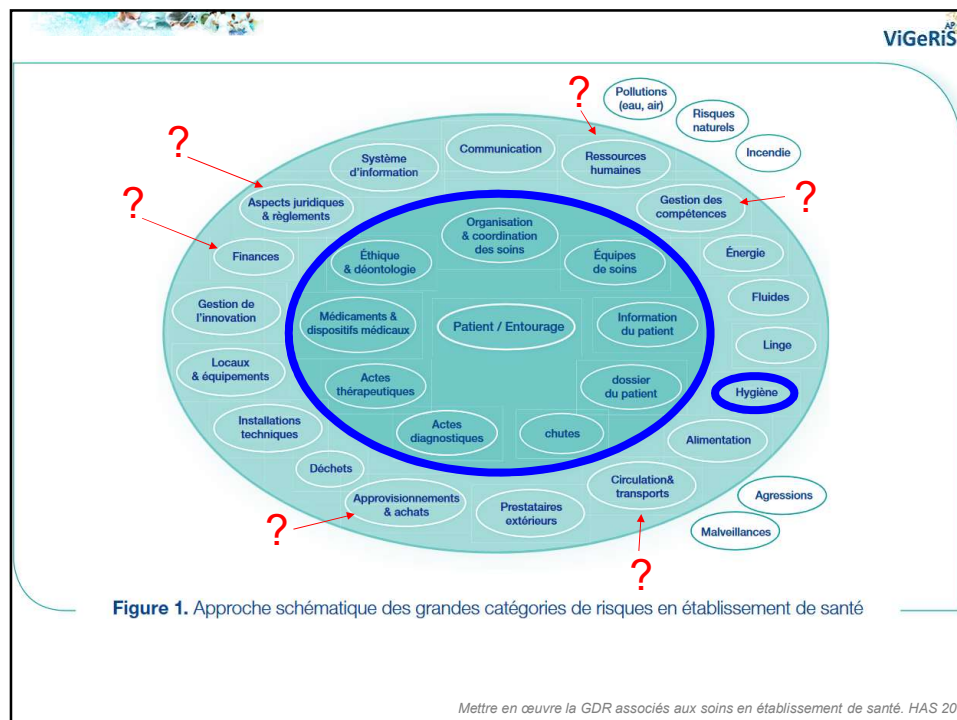 AP
ViGeRiS
?
Pollutions
(eau, air)
Risques
naturels
Incendie
?
Communication
Ressources
humaines
Système
d'information
?
Aspects juridiques
& règlements
Gestion des
compétences
?
Organisation
& coordination
des soins
Finances
Éthique
& déontologie
Équipes
de soins
Énergie
Gestion de
l'innovation
Médicaments &
dispositifs médicaux
Patient / Entourage
Information
du patient
Fluides
Linge
Locaux
& équipements
Actes
thérapeutiques
dossier
du patient
Hygiène
Installations
techniques
Actes
diagnostiques
chutes
Alimentation
Déchets
Circulation&
transports
Approvisionnements
& achats
Prestataires
extérieurs
Agressions
?
Malveillances
?
Figure 1. Approche schématique des grandes catégories de risques en établissement de santé
Mettre en œuvre la GDR associés aux soins en établissement de santé. HAS 20